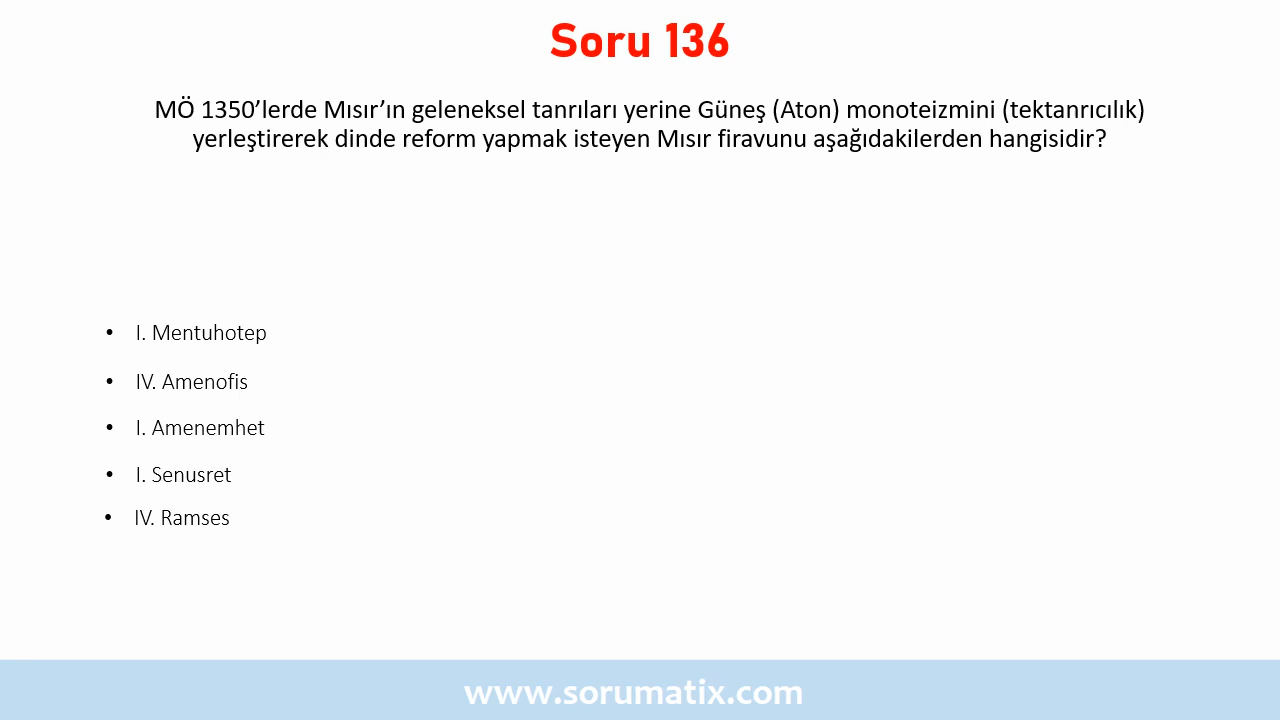 Soru 136
MÖ 1350’lerde Mısır’ın geleneksel tanrıları yerine Güneş (Aton) monoteizmini (tektanrıcılık)
yerleştirerek dinde reform yapmak isteyen Mısır firavunu aşağıdakilerden hangisidir?
• I. Mentuhotep
• IV. Amenofis
• I. Amenemhet
• I. Senusret
• IV. Ramses
www.sorumatix.com